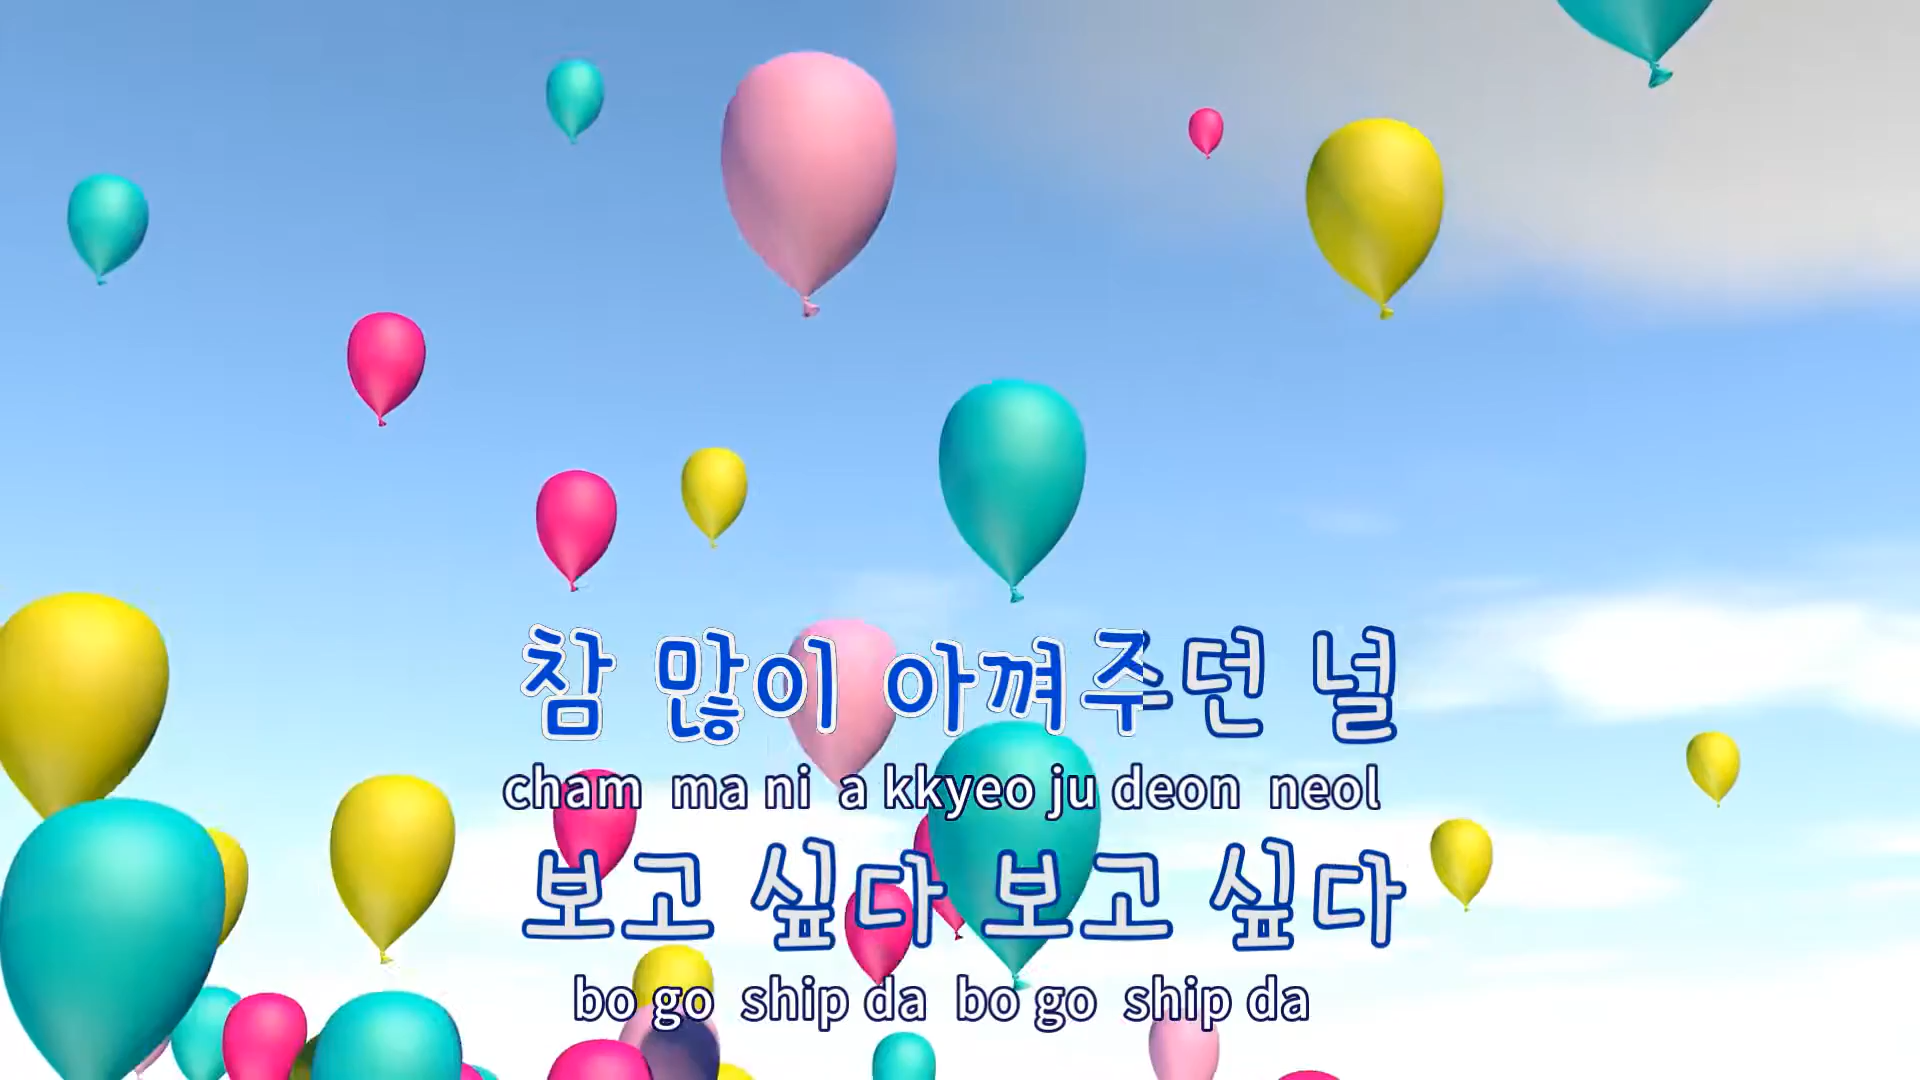 참 많이 아껴주던 널
cham ma ni a kkyeo ju deon neol
보고 싶다 보고 싶다
bo go ship da bo go ship da